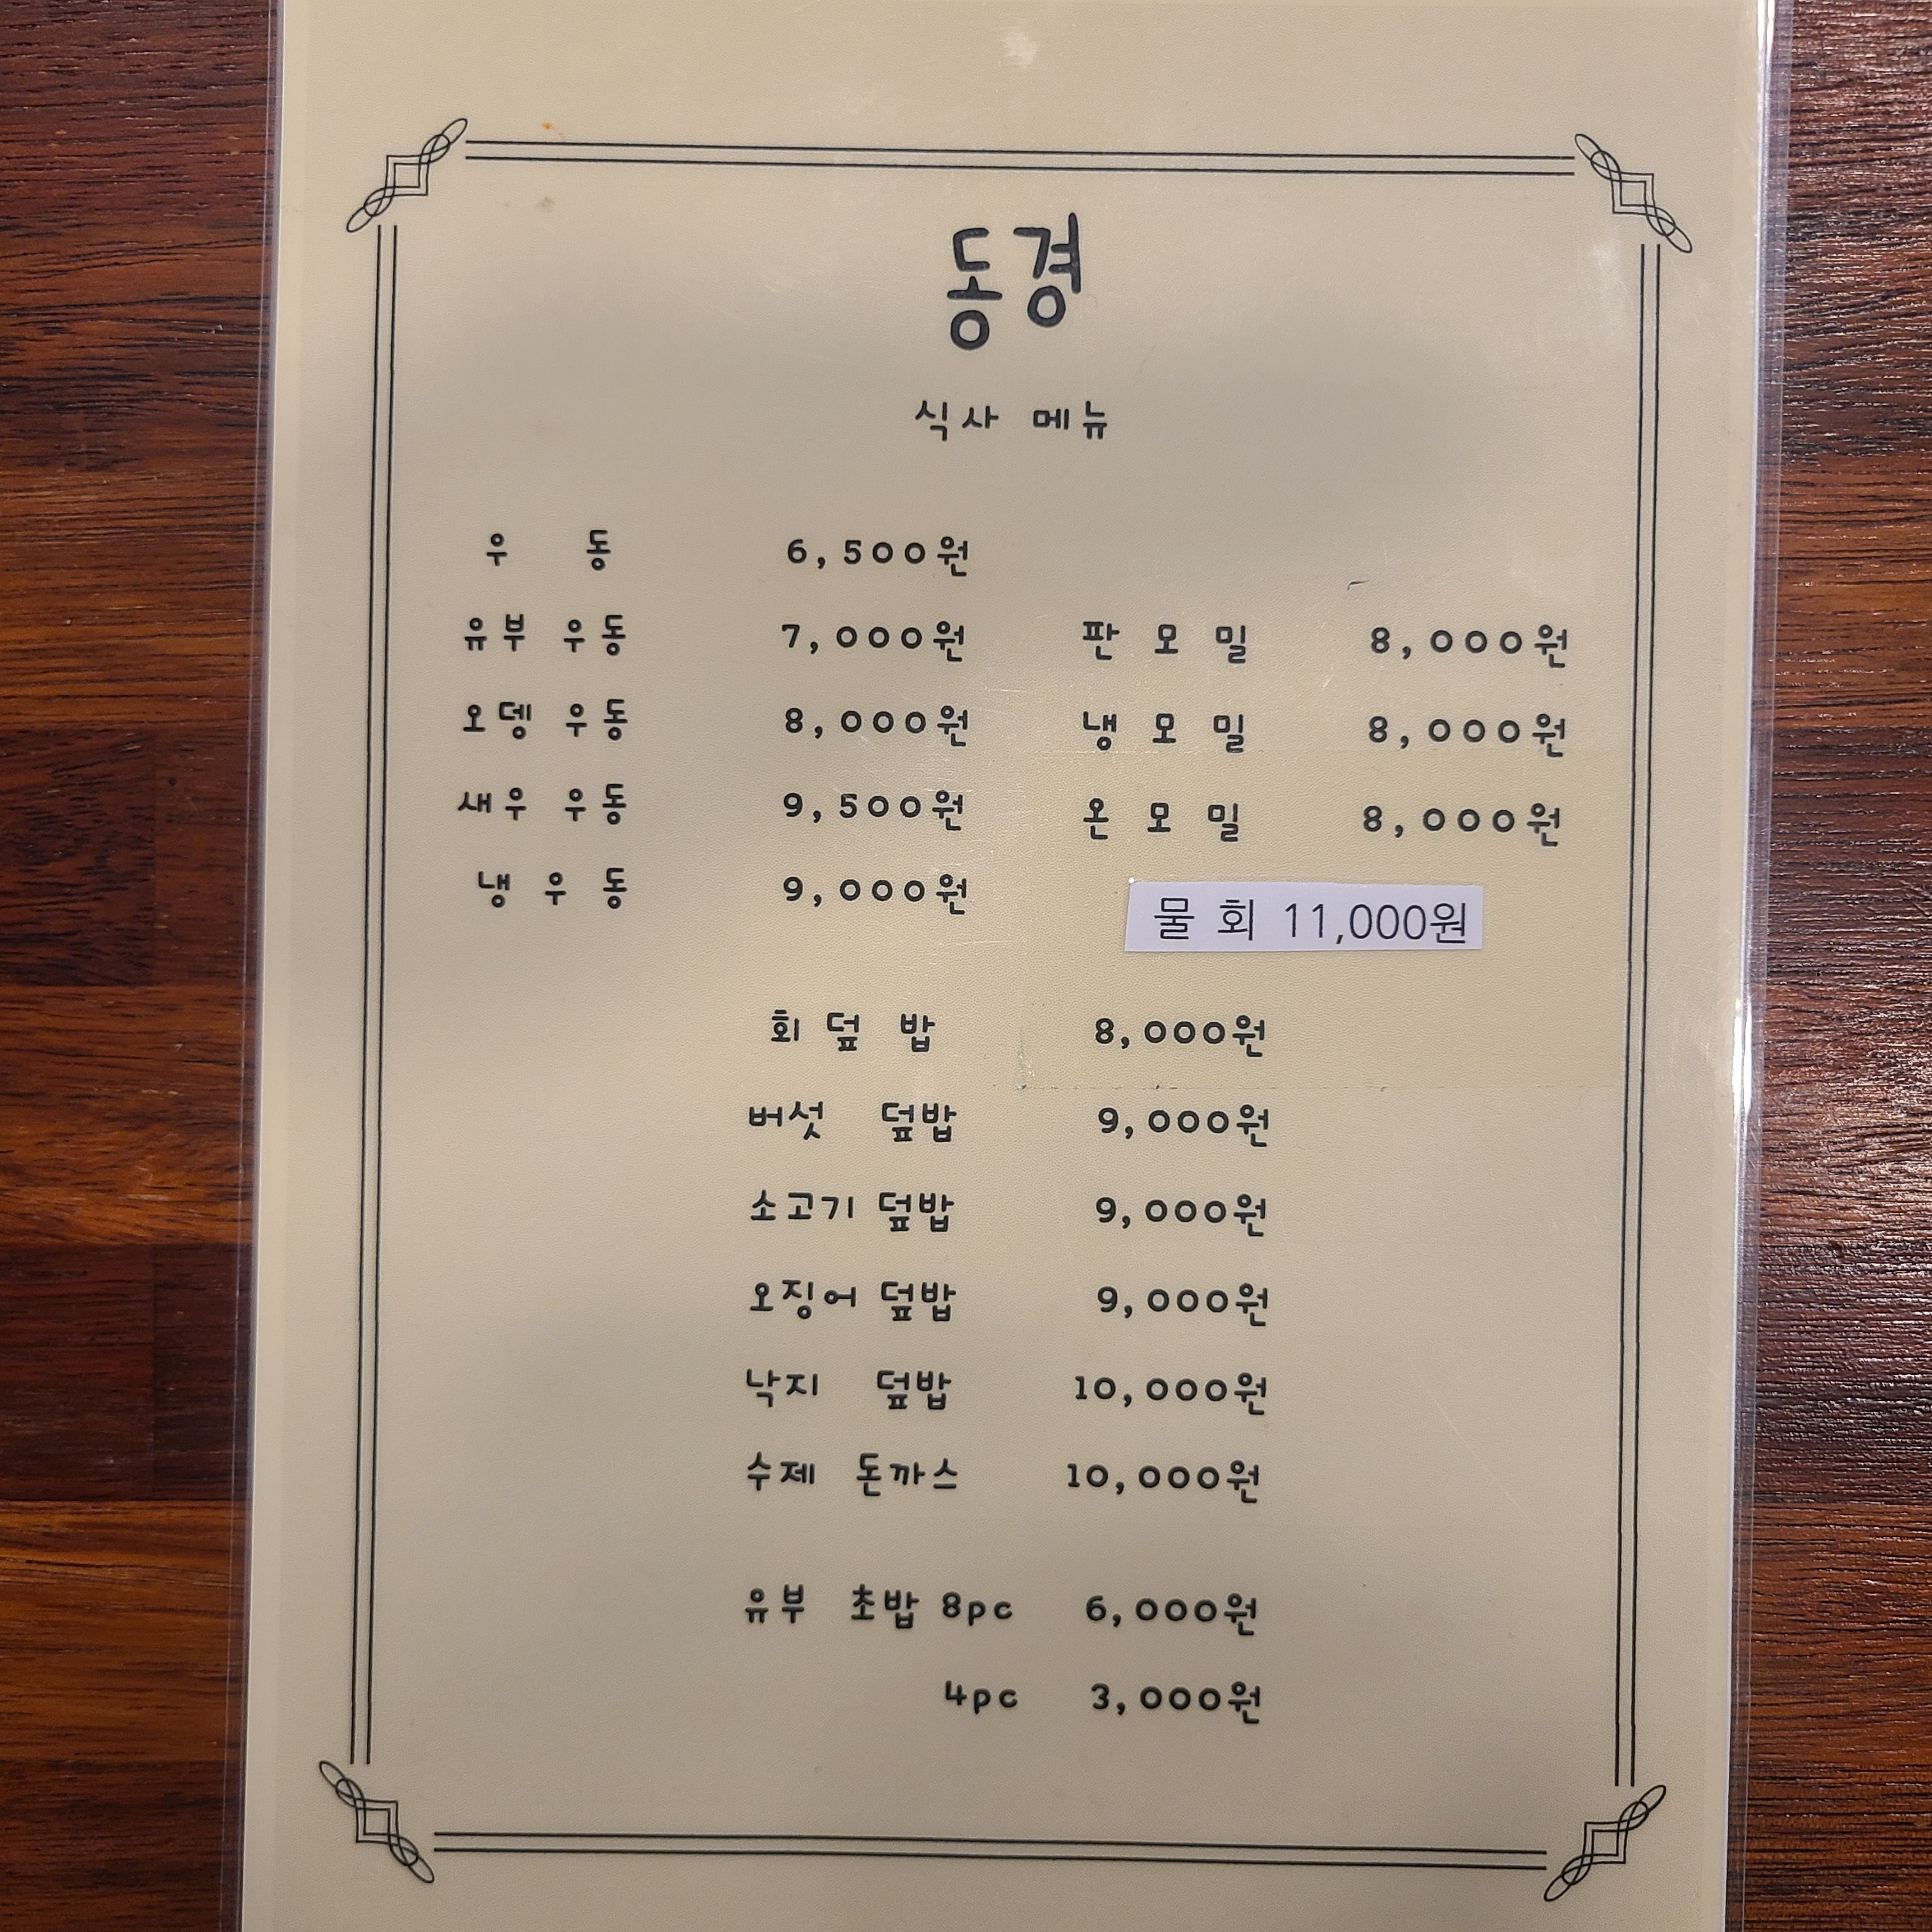 동경
식사 메뉴
우 동 6,500원
유부 우동 7,000원 판 모 밀 8,000원
오뎅 우동 8,000원 냉 모 밀 8,000원
새우 우동 9,500원 온 모 밀 8,000원
냉 우 동 9,000원 물 회 11,000원
회 덮 밥 8,000원
버섯 덮밥 9,000원
소고기 덮밥 9,000원
오징어 덮밥 9,000원
낙지 덮밥 10,000원
수제 돈까스 10,000원
유부 초밥 8pc 6,000원
4pc 3,000원